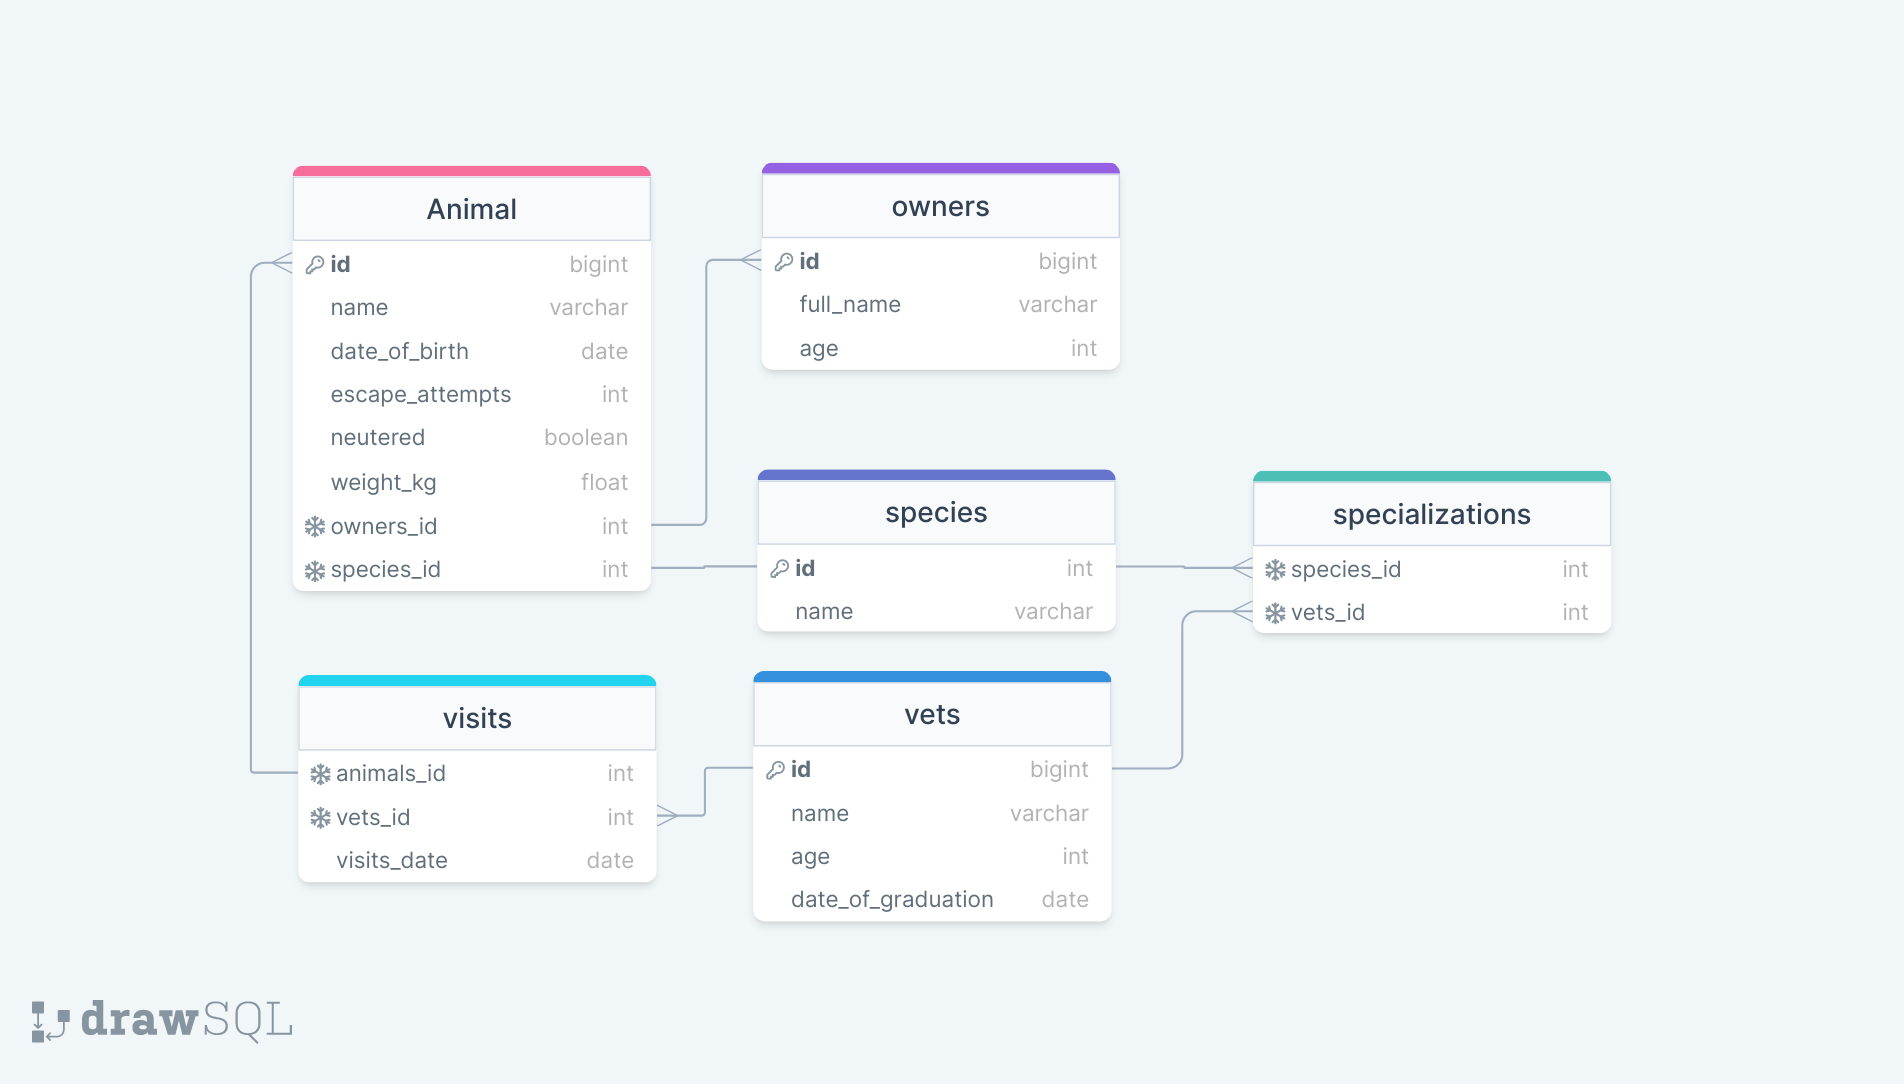 Animal
id bigint
name varchar
date_of_birth date
escape_attempts int
neutered boolean
weight_kg float
owners_id int
species_id int
owners
id bigint
full_name varchar
age int
species
id int
name varchar
specializations
species_id int
vets_id int
visits
animals_id int
vets_id int
visits_date date
vets
id bigint
name varchar
age int
date_of_graduation date
drawSQL